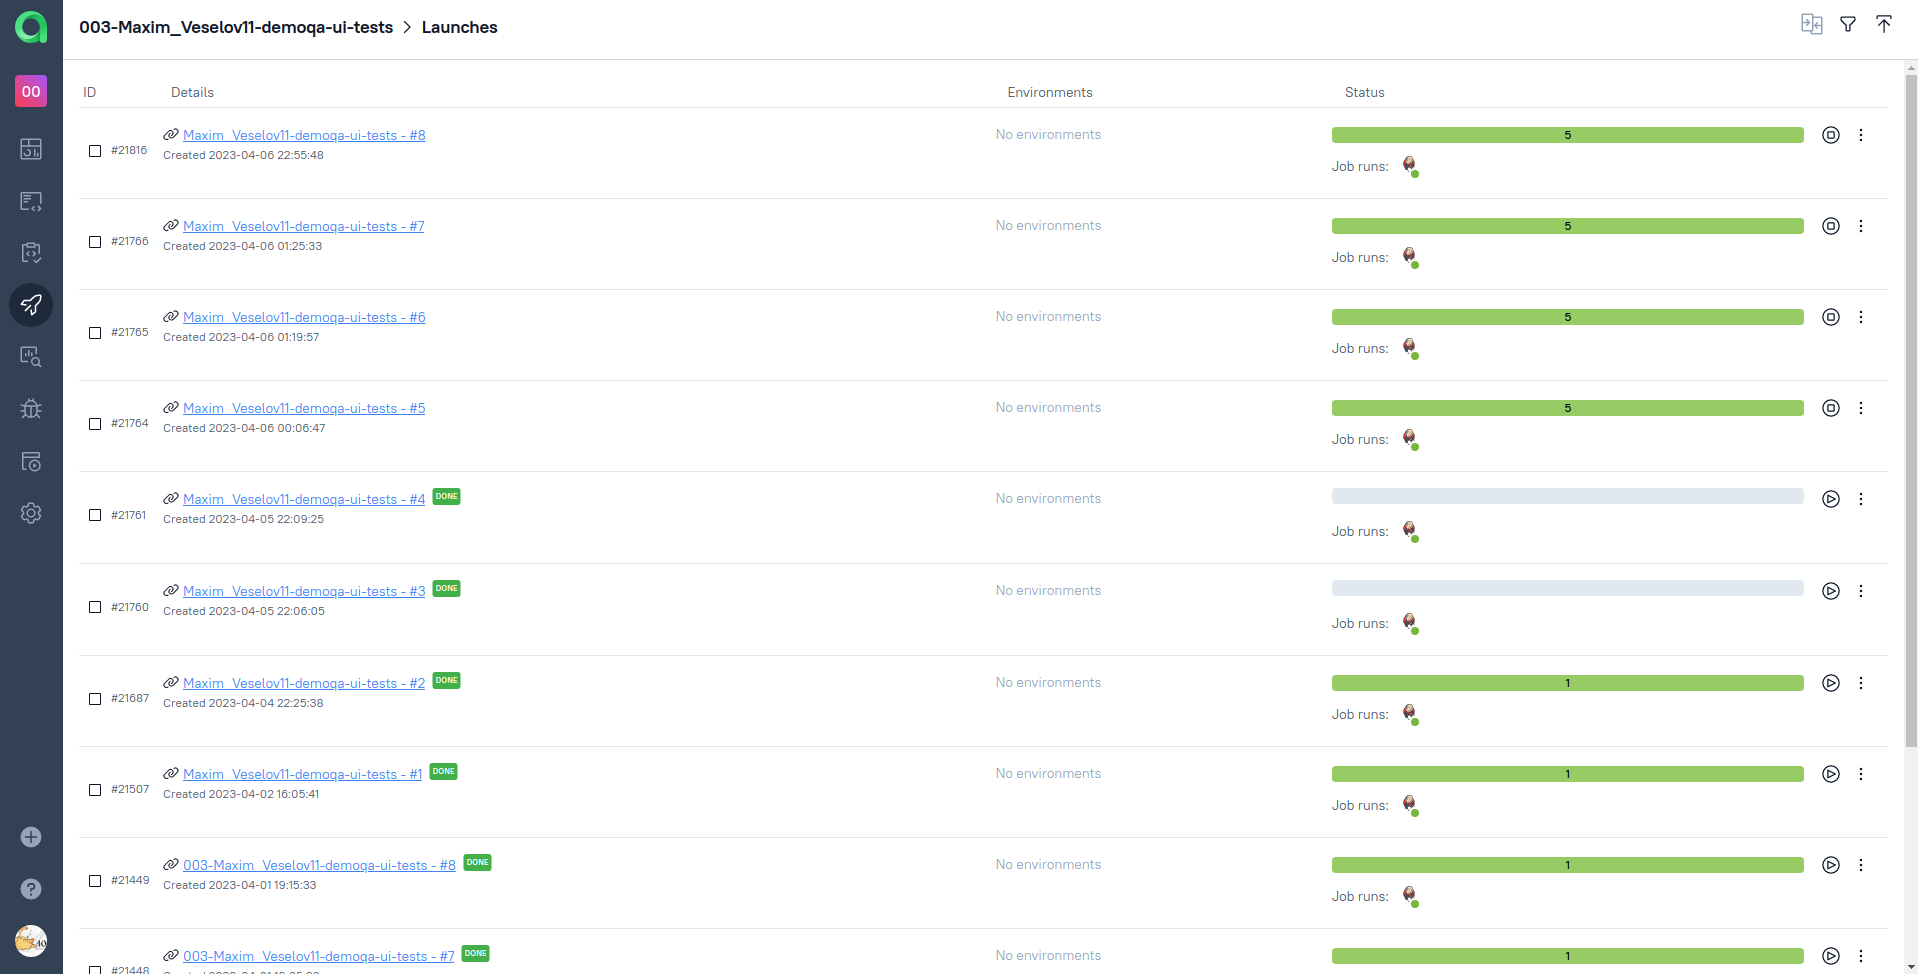 003-Maxim_Veselov11-demoqa-ui-tests > Launches
00
ID Details Environments Status
Maxim_Veselov11-demoqa-ui-tests - #8 No environments 5
#21816
Created 2023-04-06 22:55:48
Job runs:
Maxim_Veselov11-demoqa-ui-tests - #7 No environments 5
#21766
Created 2023-04-06 01:25:33
Job runs:
Maxim_Veselov11-demoqa-ui-tests - #6 No environments 5
#21765
Created 2023-04-06 01:19:57
Job runs:
Maxim_Veselov11-demoqa-ui-tests - #5 No environments 5
#21764
Created 2023-04-06 00:06:47
Job runs:
Maxim_Veselov11-demoqa-ui-tests - #4 DONE No environments
#21761
Created 2023-04-05 22:09:25
Job runs:
Maxim_Veselov11-demoqa-ui-tests - #3 DONE No environments
#21760
Created 2023-04-05 22:06:05
Job runs:
Maxim_Veselov11-demoqa-ui-tests - #2 DONE No environments 1
#21687
Created 2023-04-04 22:25:38
Job runs:
Maxim_Veselov11-demoqa-ui-tests - #1 DONE No environments 1
#21507
Created 2023-04-02 16:05:41
Job runs:
003-Maxim_Veselov11-demoqa-ui-tests - #8 DONE No environments 1
#21449
Created 2023-04-01 19:15:33
Job runs:
003-Maxim_Veselov11-demoqa-ui-tests - #7 DONE No environments 1
#21448